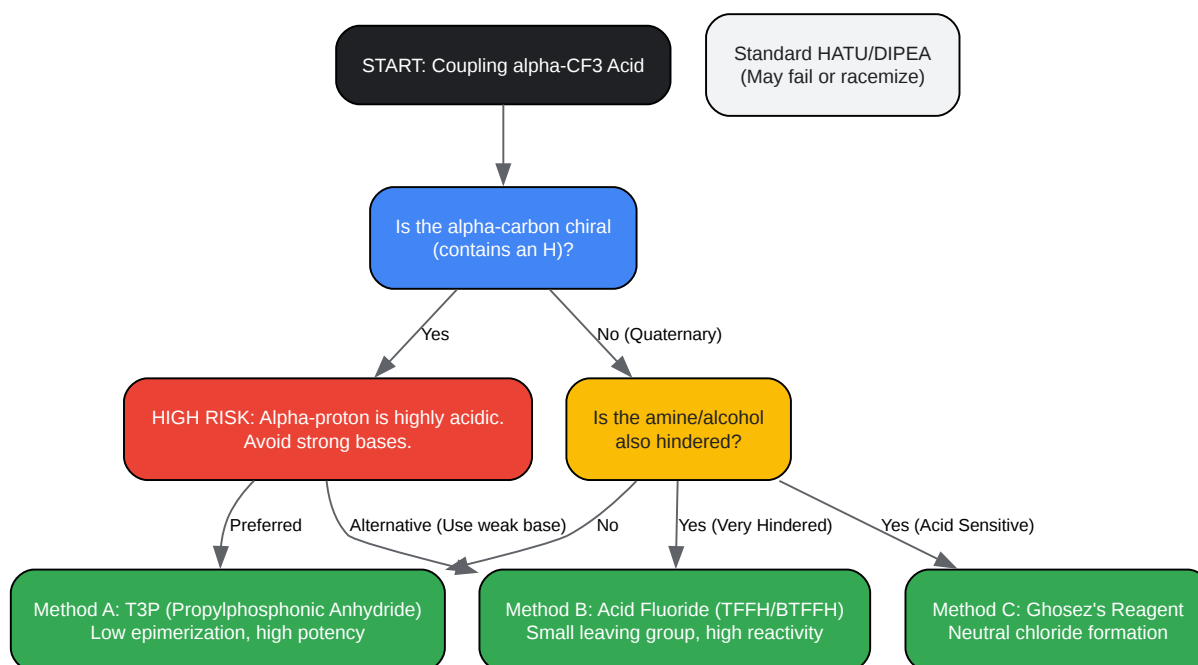 START: Coupling alpha-CF3 Acid
Standard HATU/DIPEA
(May fail or racemize)
Is the alpha-carbon chiral
(contains an H)?
Yes
No (Quaternary)
HIGH RISK: Alpha-proton is highly acidic.
Avoid strong bases.
Is the amine/alcohol
also hindered?
Preferred
Alternative (Use weak base)
No
Yes (Very Hindered)
Yes (Acid Sensitive)
Method A: T3P (Propylphosphonic Anhydride)
Low epimerization, high potency
Method B: Acid Fluoride (TFFH/BTFFH)
Small leaving group, high reactivity
Method C: Ghosez's Reagent
Neutral chloride formation